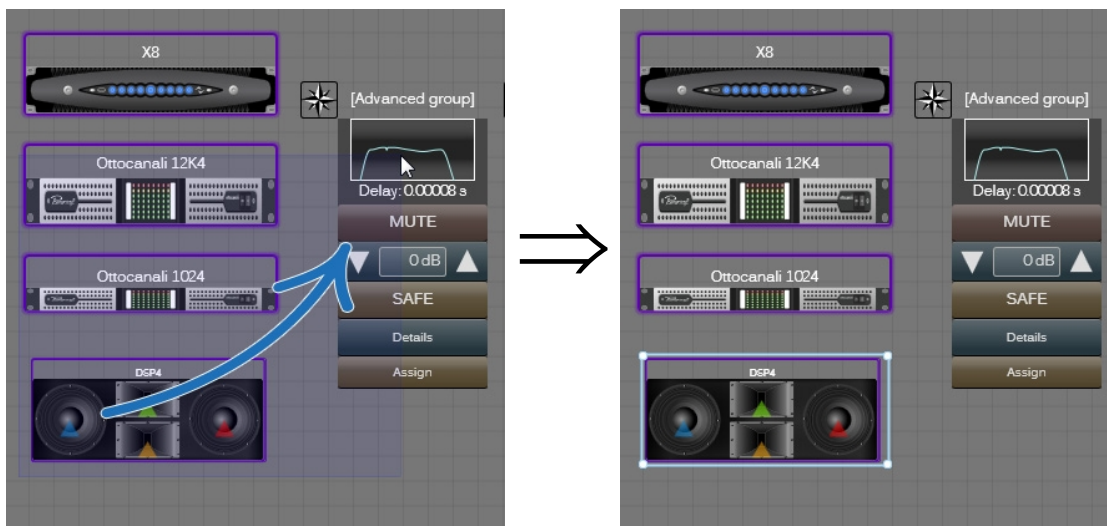 X8
[Advanced group]
Ottocanali 12K4
Delay: 0.00008 s
MUTE
0 dB
Ottocanali 1024
SAFE
Details
DSP4
Assign
X8
[Advanced group]
Ottocanali 12K4
Delay: 0.00008 s
MUTE
0 dB
Ottocanali 1024
SAFE
Details
DSP4
Assign